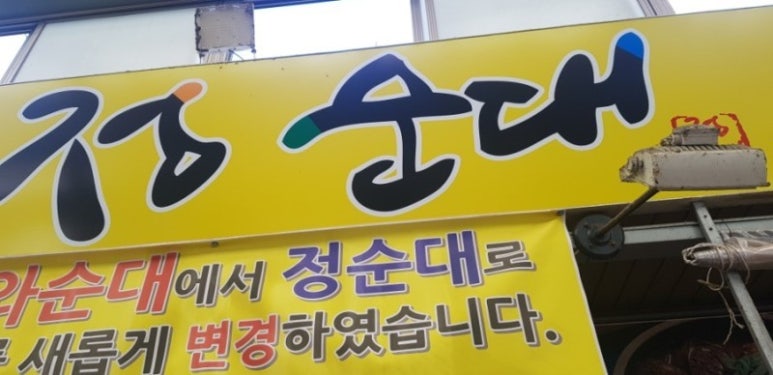 정순대
와순대에서 정순대로
새롭게 변경하였습니다.